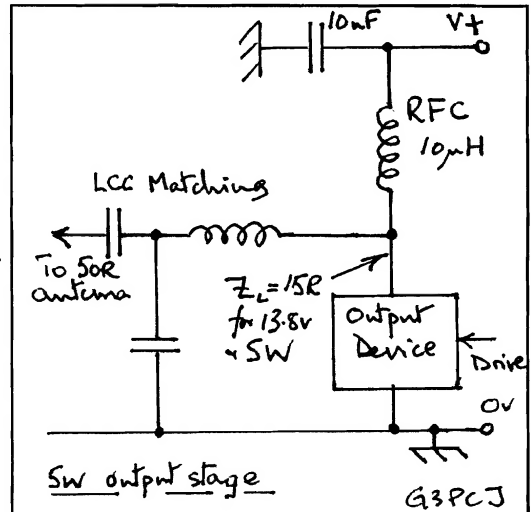 10nF
V+
RFC
10µH
LCC Matching
To 50R
antenna
ZL = 15R
for 13.8v
& 5W
Output
Device
Drive
0v
5W output stage
G3PCJ